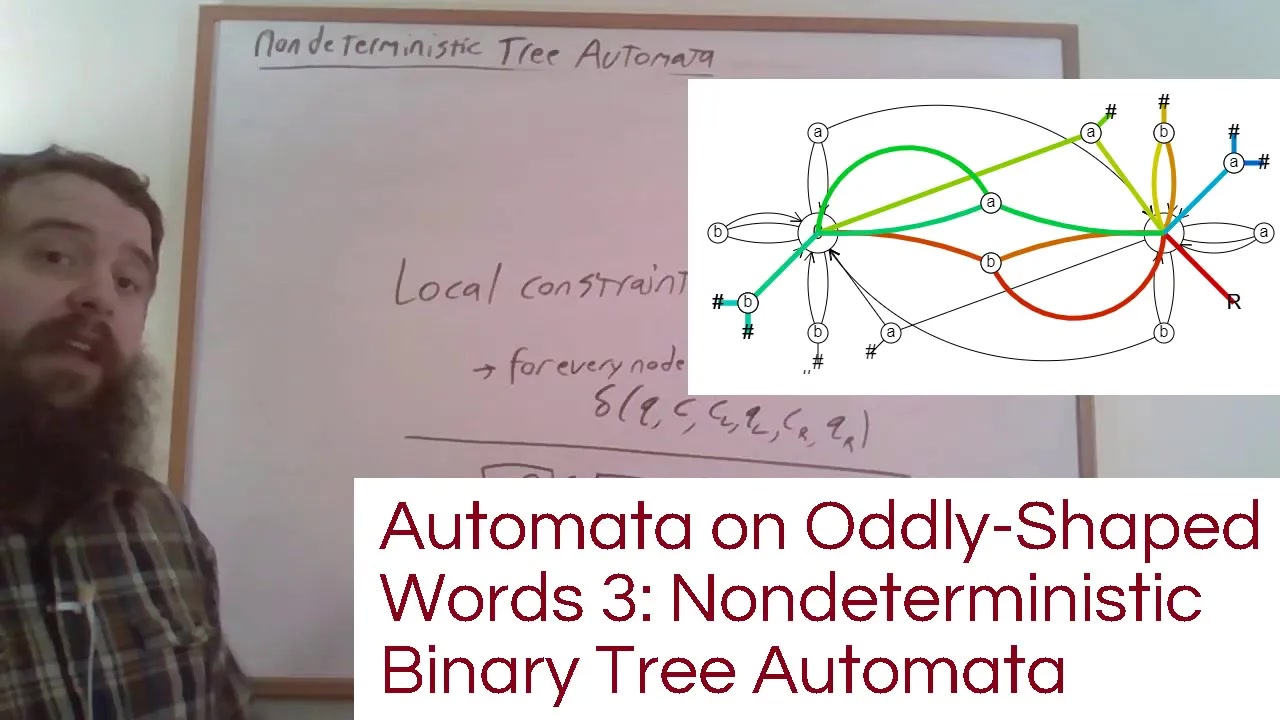 Nondeterministic Tree Automata
# #
a a b #
a #
b a a
b
# b R
#
b a b
# #
Local constraint
→ for every node
δ(q, c, c_L, q_L, c_R, q_R)
Automata on Oddly-Shaped
Words 3: Nondeterministic
Binary Tree Automata